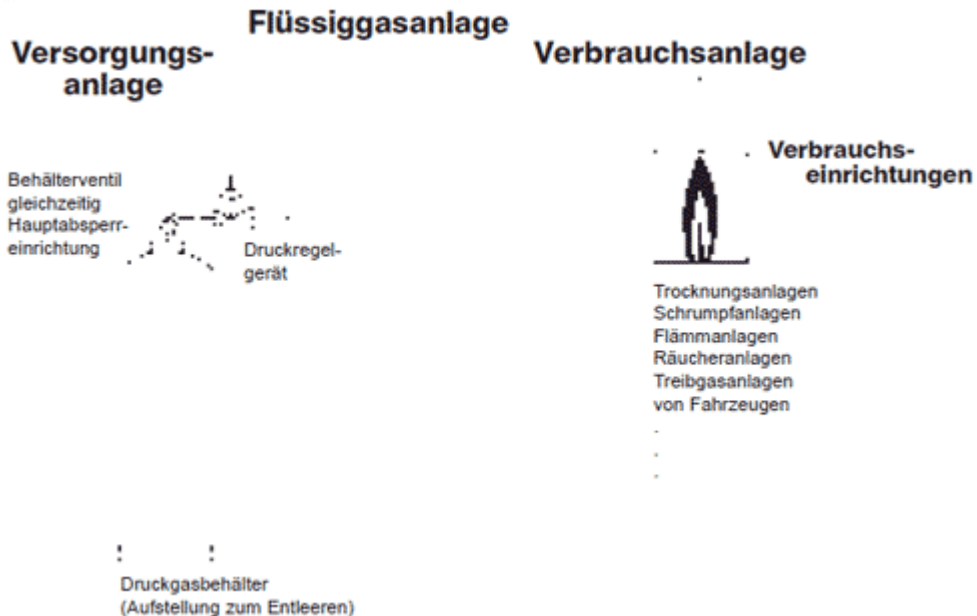 Flüssiggasanlage
Versorgungs-
anlage
Verbrauchsanlage
Verbrauchs-
einrichtungen
Behälterventil
gleichzeitig
Hauptabsperr-
einrichtung
Druckregel-
gerät
Trocknungsanlagen
Schrumpfanlagen
Flämmanlagen
Räucheranlagen
Treibgasanlagen
von Fahrzeugen
.
.
.
Druckgasbehälter
(Aufstellung zum Entleeren)